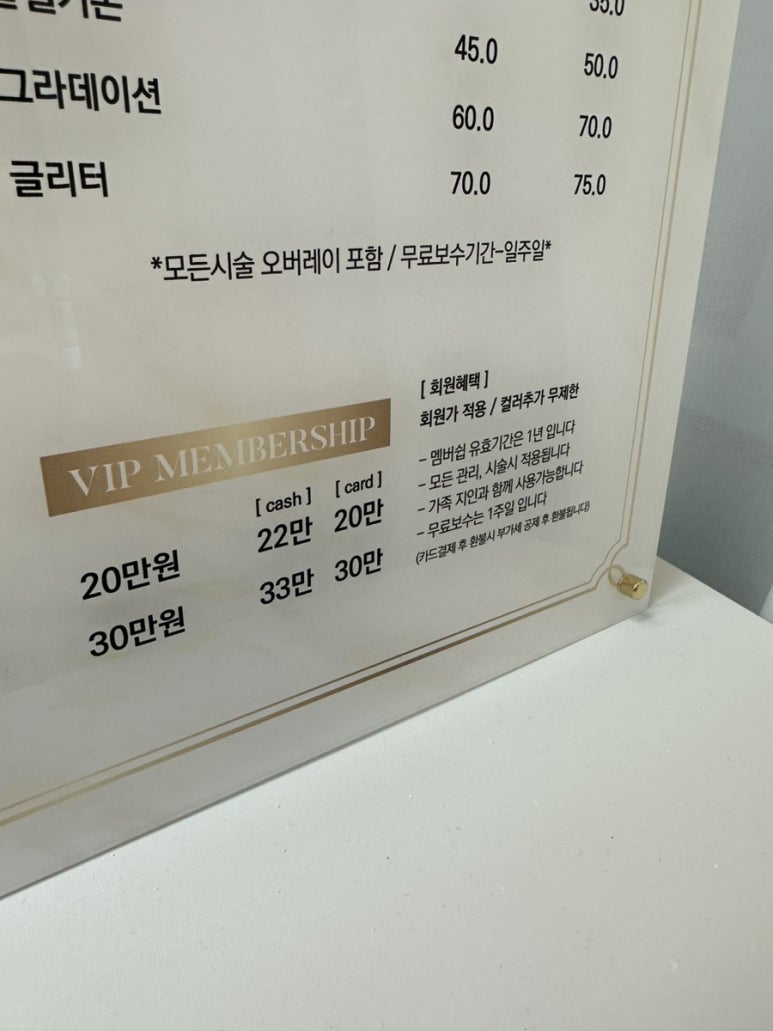 35.0
45.0 50.0
그라데이션
60.0 70.0
글리터
70.0 75.0
*모든시술 오버레이 포함 / 무료보수기간-일주일*
VIP MEMBERSHIP
[ cash ] [ card ]
20만원 22만 20만
30만원 33만 30만
[ 회원혜택 ]
회원가 적용 / 컬러추가 무제한
- 멤버쉽 유효기간은 1년 입니다
- 모든 관리, 시술시 적용됩니다
- 가족 지인과 함께 사용가능합니다
- 무료보수는 1주일 입니다
(카드결제 후 환불시 부가세 공제 후 환불됩니다)